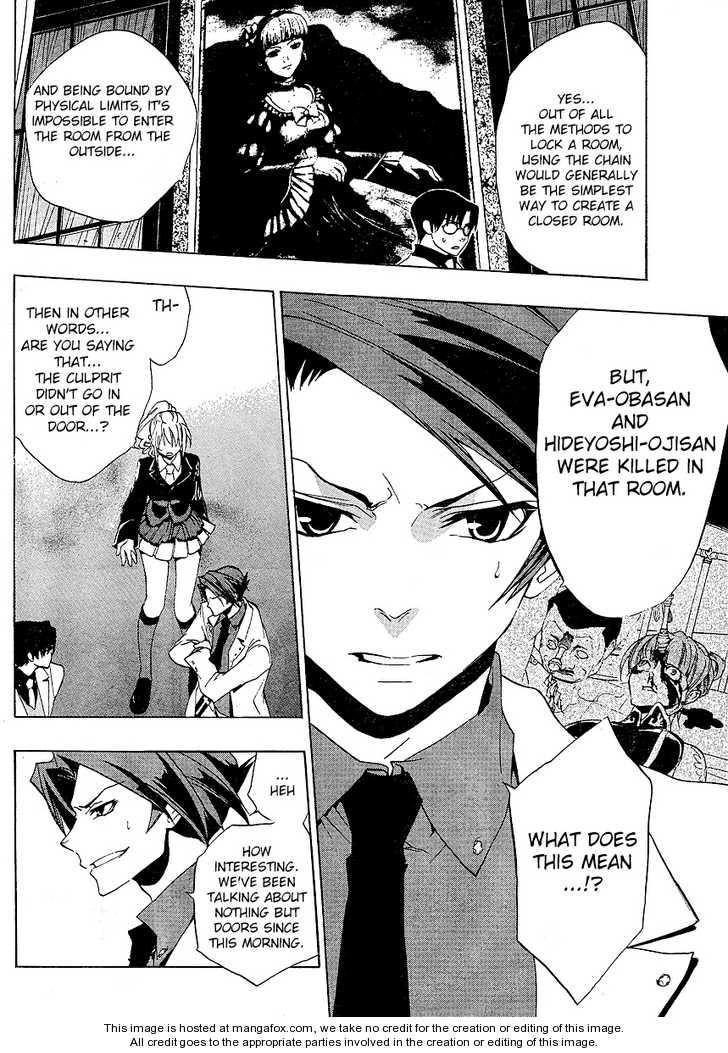 YES...
OUT OF ALL
THE METHODS TO
LOCK A ROOM,
USING THE CHAIN
WOULD GENERALLY
BE THE SIMPLEST
WAY TO CREATE A
CLOSED ROOM.
AND BEING BOUND BY
PHYSICAL LIMITS, IT'S
IMPOSSIBLE TO ENTER
THE ROOM FROM THE
OUTSIDE...
BUT,
EVA-OBASAN
AND
HIDEYOSHI-OJISAN
WERE KILLED IN
THAT ROOM.
WHAT DOES
THIS MEAN
...!?
TH-
THEN IN OTHER
WORDS...
ARE YOU SAYING
THAT...
THE CULPRIT
DIDN'T GO IN
OR OUT OF THE
DOOR...?
...
HEH
HOW
INTERESTING.
WE'VE BEEN
TALKING ABOUT
NOTHING BUT
DOORS SINCE
THIS MORNING.
This image is hosted at mangafox.com, we take no credit for the creation or editing of this image.
All credit goes to the appropriate parties involved in the creation or editing of this image.